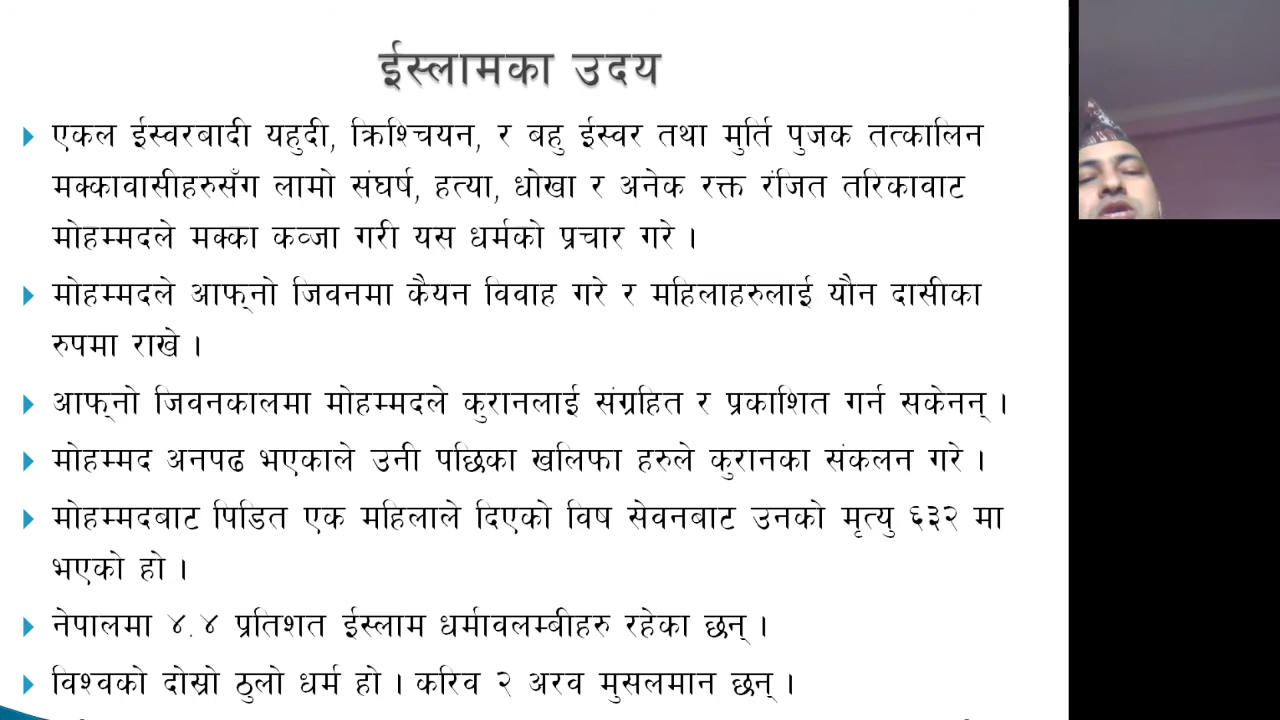 ईस्लामका उदय
एकल ईस्वरबादी यहुदी, क्रिश्चियन, र बहु ईस्वर तथा मुर्ति पुजक तत्कालिन
मक्कावासीहरुसँग लामो संघर्ष, हत्या, धोखा र अनेक रक्त रंजित तरिकावाट
मोहम्मदले मक्का कव्जा गरी यस धर्मको प्रचार गरे ।
मोहम्मदले आफ्नो जिवनमा कैयन विवाह गरे र महिलाहरुलाई यौन दासीका
रुपमा राखे ।
आफ्नो जिवनकालमा मोहम्मदले कुरानलाई संग्रहित र प्रकाशित गर्न सकेनन् ।
मोहम्मद अनपढ भएकाले उनी पछिका खलिफा हरुले कुरानका संकलन गरे ।
मोहम्मदबाट पिडित एक महिलाले दिएको विष सेवनबाट उनको मृत्यु ६३२ मा
भएको हो ।
नेपालमा ४.४ प्रतिशत ईस्लाम धर्मावलम्बीहरु रहेका छन् ।
विश्वको दोस्रो ठुलो धर्म हो । करिव २ अरव मुसलमान छन् ।